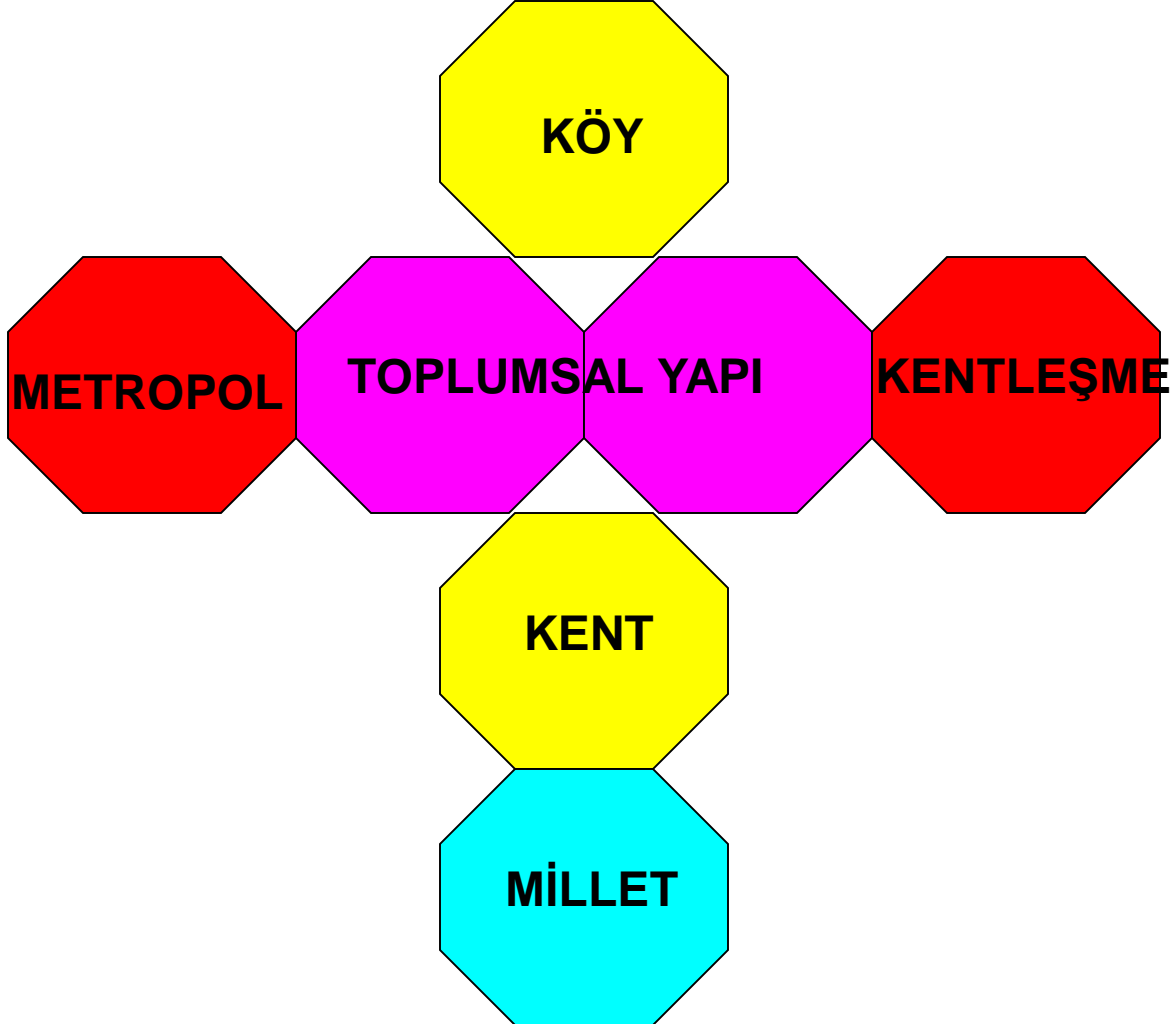 KÖY
METROPOL
TOPLUMSAL YAPI
KENTLEŞME
KENT
MİLLET